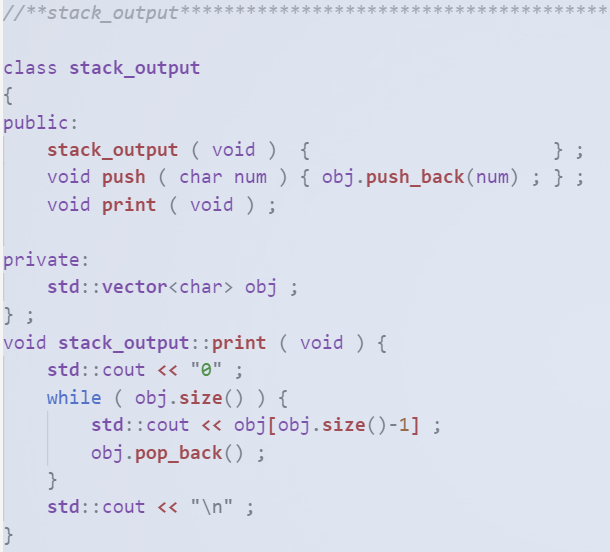 //**stack_output***************************************
class stack_output
{
public:
    stack_output ( void )  {                      } ;
    void push ( char num ) { obj.push_back(num) ; } ;
    void print ( void ) ;
private:
    std::vector<char> obj ;
} ;
void stack_output::print ( void ) {
    std::cout << "0" ;
    while ( obj.size() ) {
        std::cout << obj[obj.size()-1] ;
        obj.pop_back() ;
    }
    std::cout << "\n" ;
}